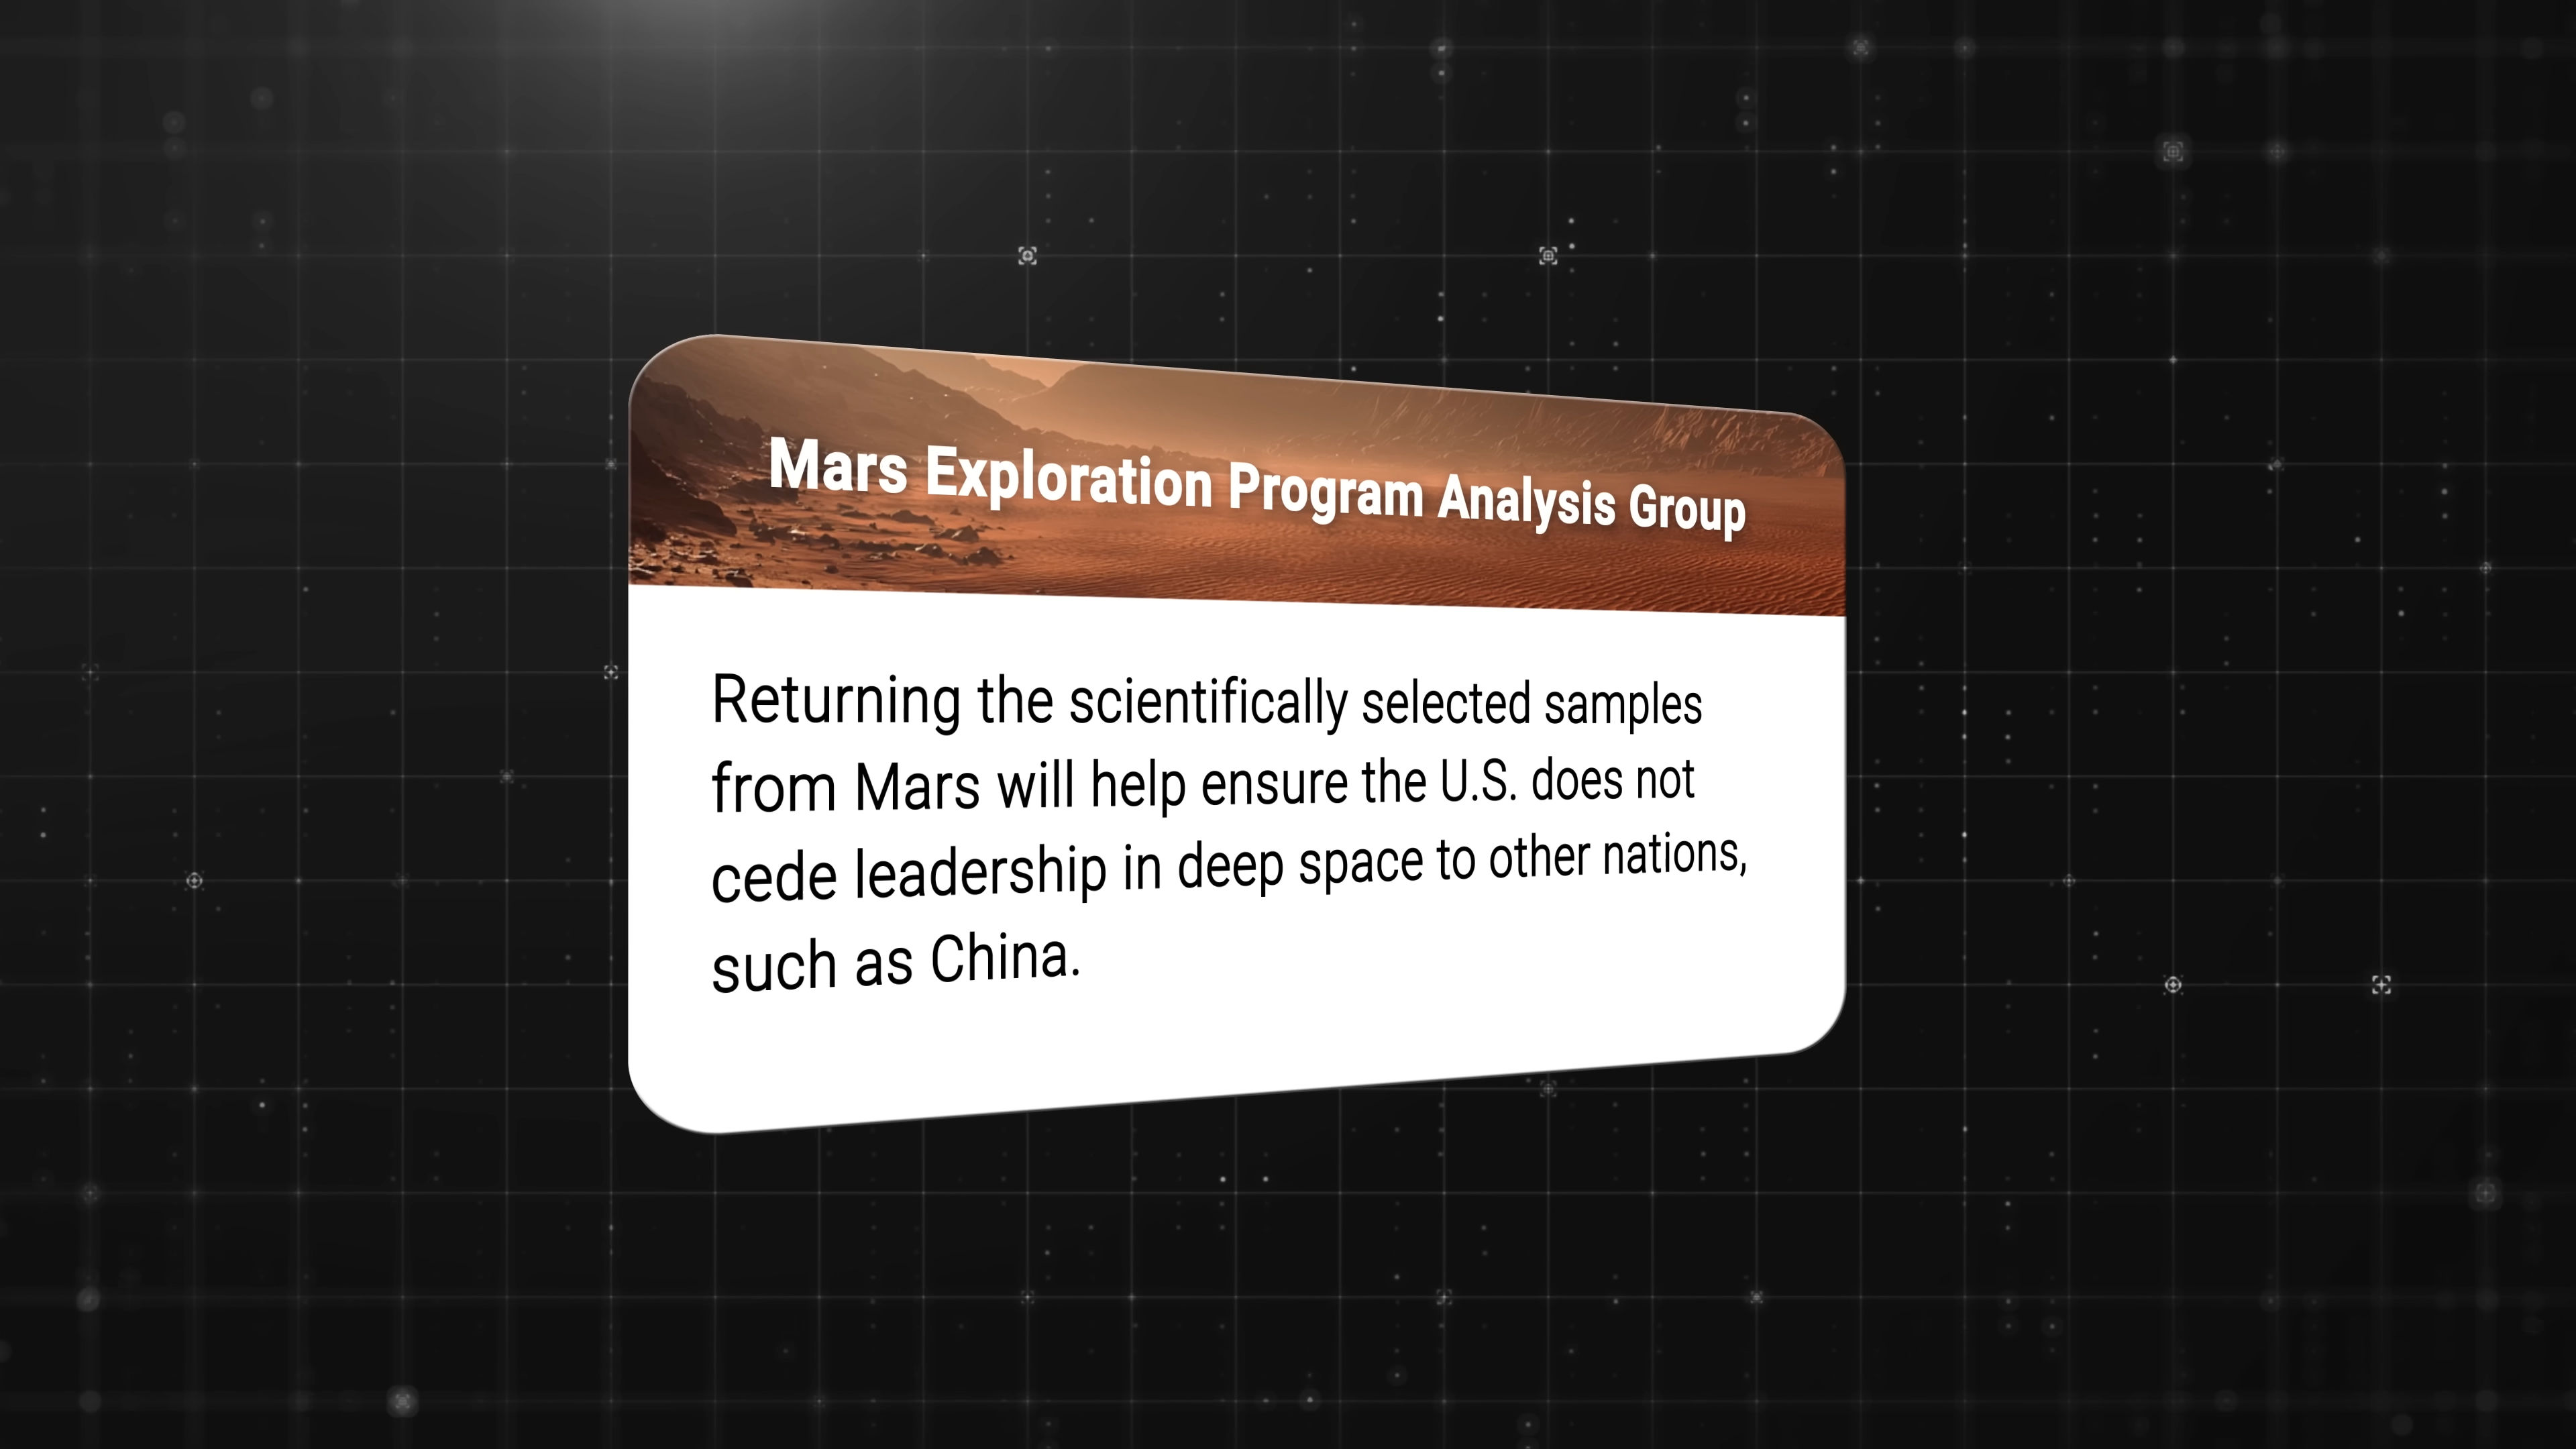 Mars Exploration Program Analysis Group
Returning the scientifically selected samples
from Mars will help ensure the U.S. does not
cede leadership in deep space to other nations,
such as China.